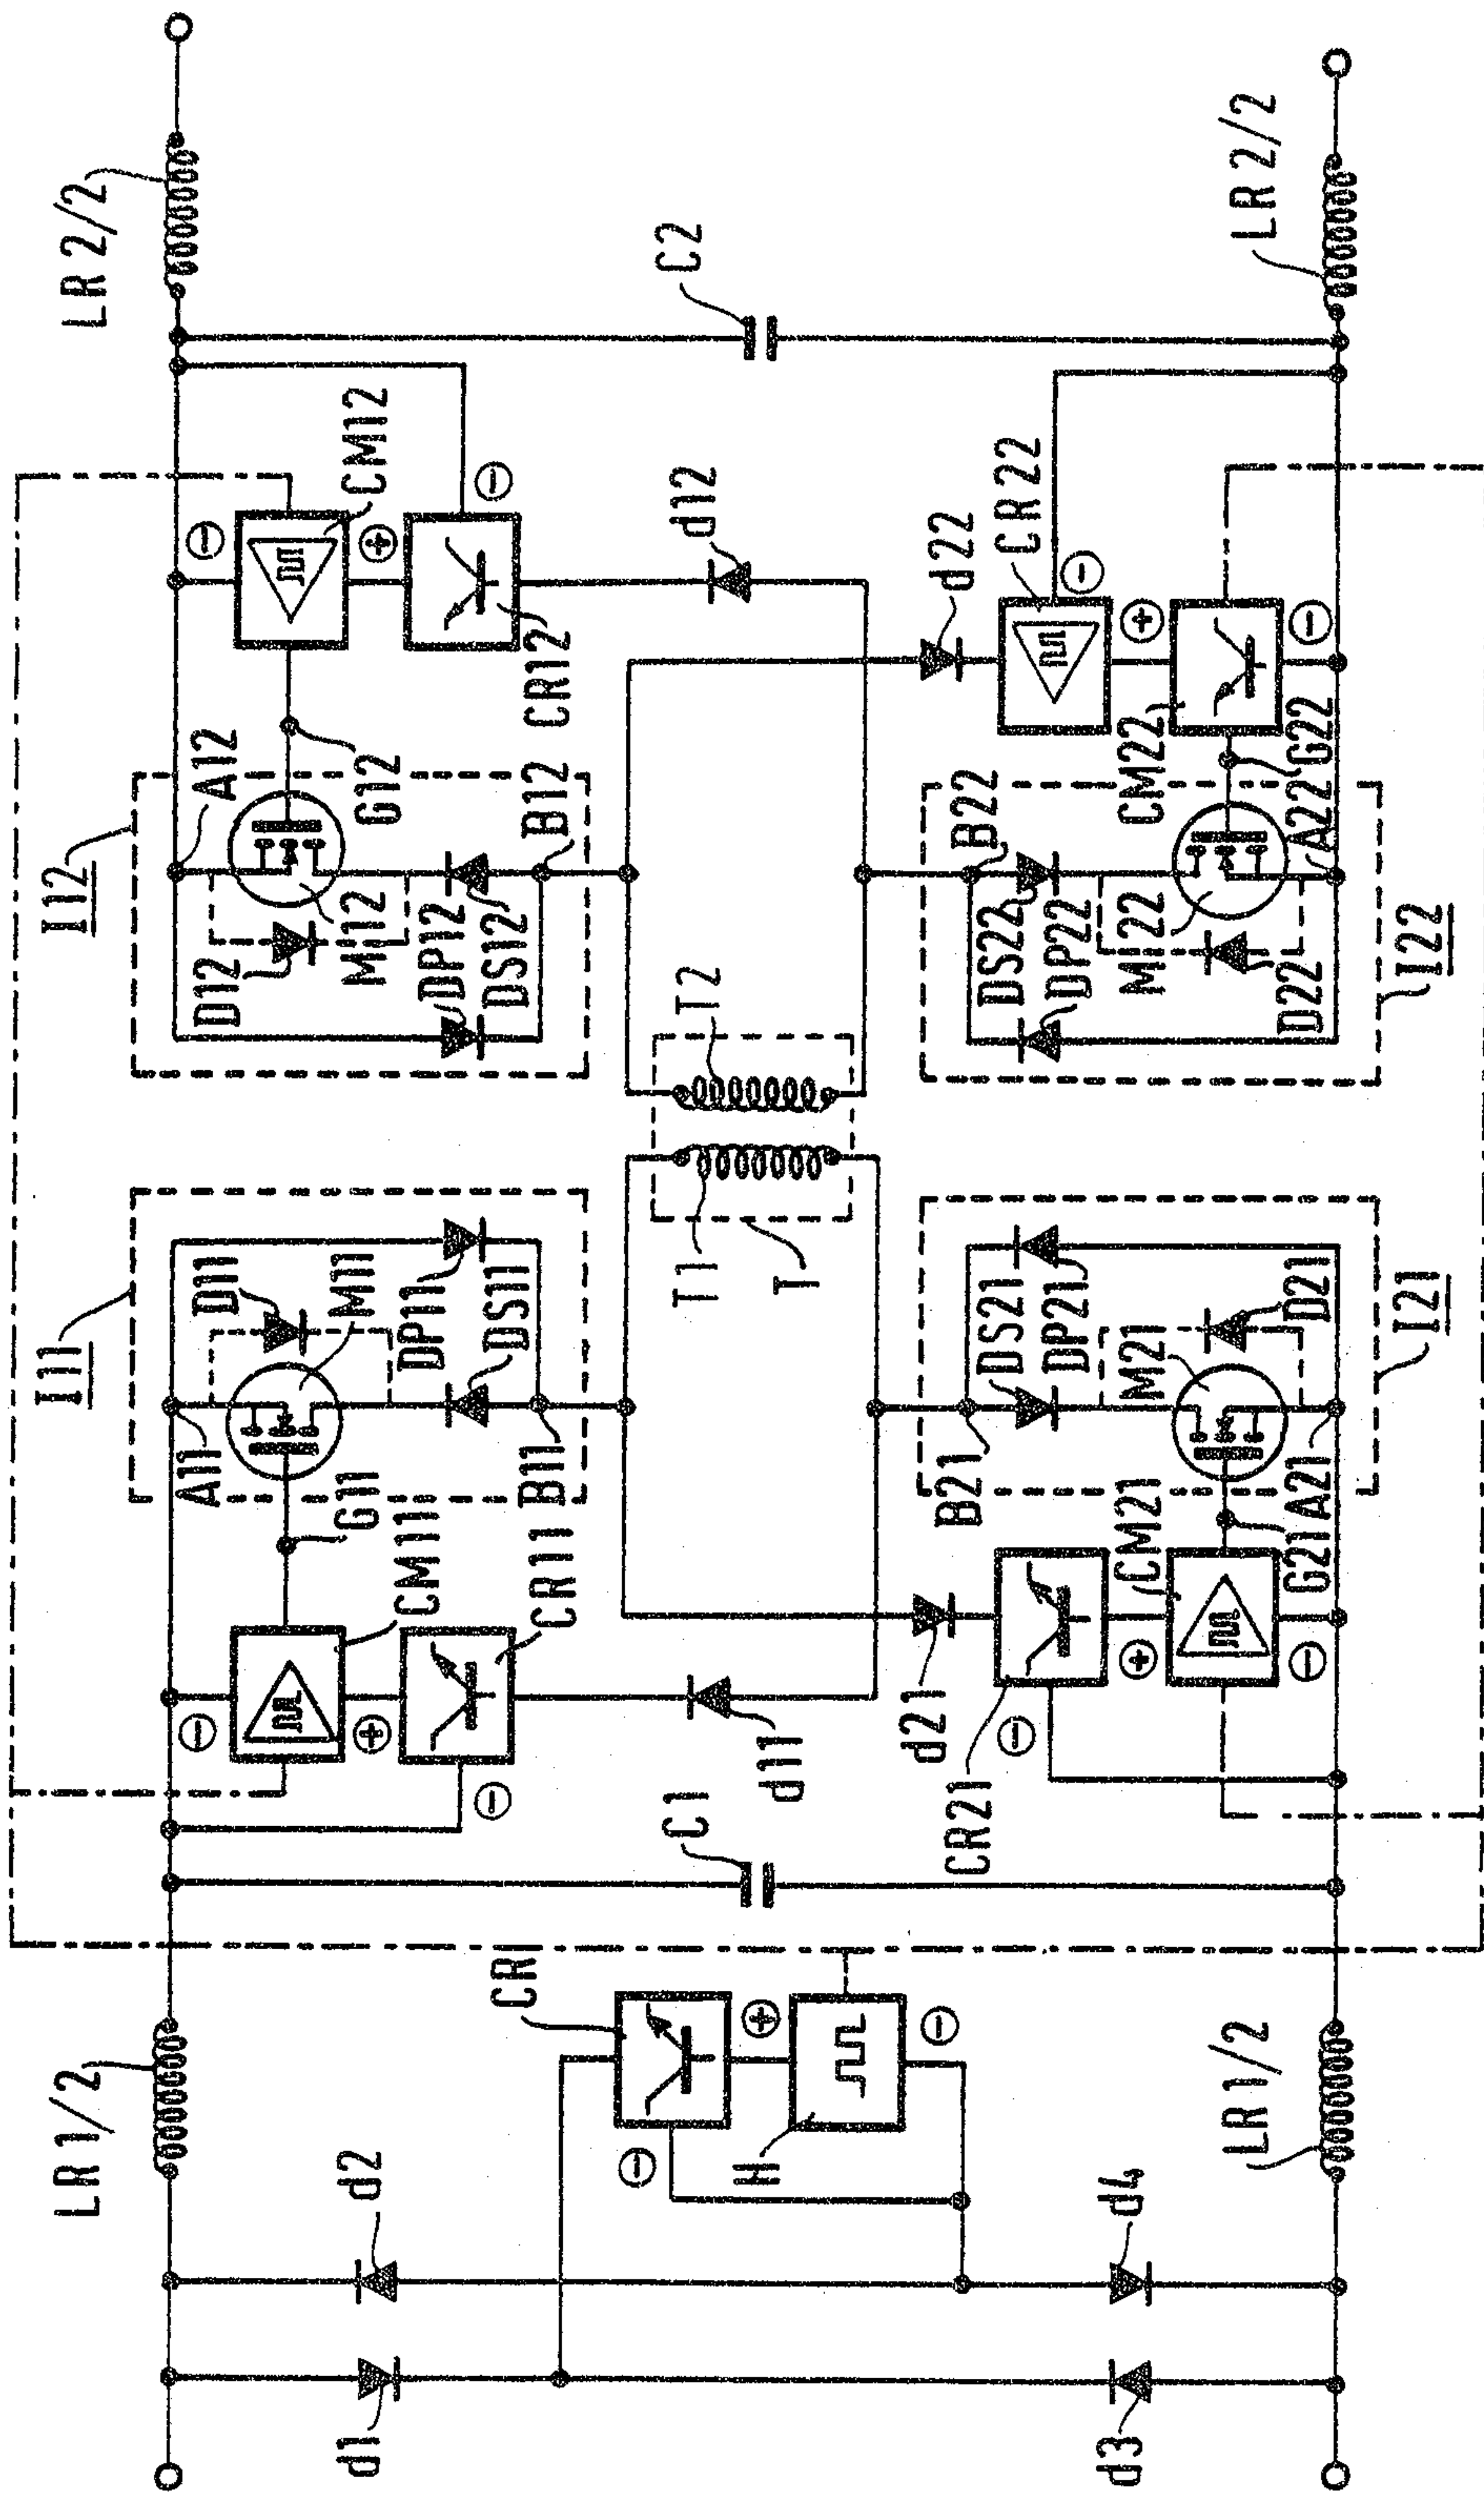 LR 1/2
LR 2/2
I11
I12
A11
D11
A12
D12
M11
M12
G11
G12
CM11
CM12
DP11
DP12
DS11
DS12
B11
B12
CR11
CR12
d2
d1
CR
H
C1
d11
T1
T
T2
C2
d12
d21
d22
CR21
CR 22
B21
B22
DS21
DS22
DP21
DP22
CM21
CM22
M21
M22
G21
G22
A21
A22
D21
D22
d4
d3
LR 1/2
LR 2/2
I21
I22